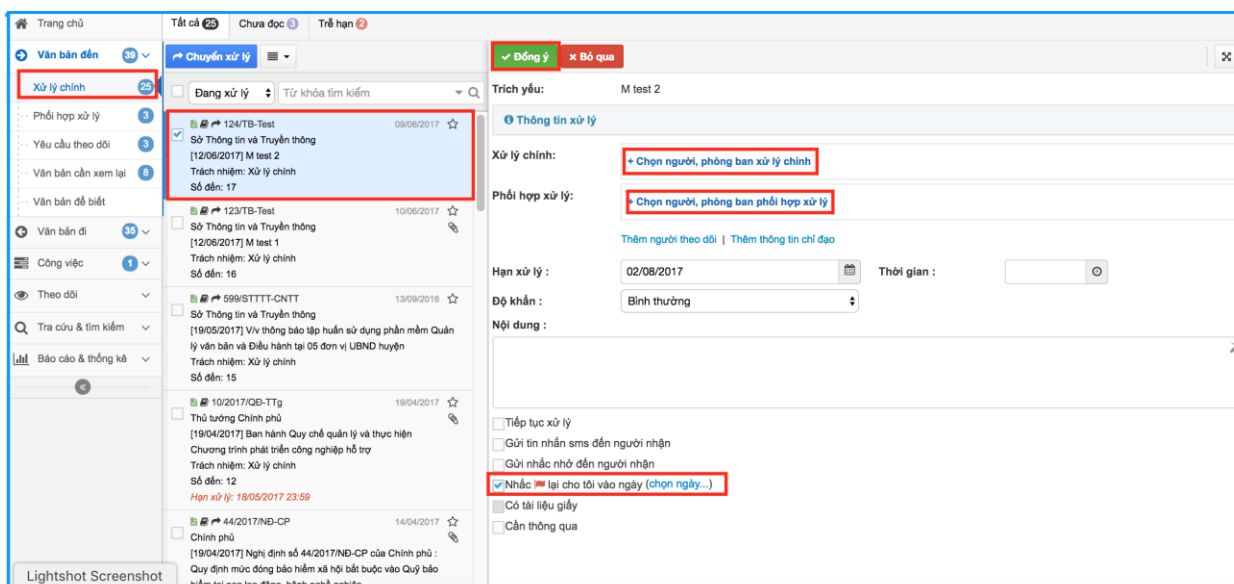 Trang chủ
Văn bản đến 39
Xử lý chính 25
Phối hợp xử lý 3
Yêu cầu theo dõi 3
Văn bản cần xem lại 8
Văn bản để biết
Văn bản đi 35
Công việc 1
Theo dõi
Tra cứu & tìm kiếm
Báo cáo & thống kê
Tất cả 25 Chưa đọc 3 Trễ hạn 2
Chuyển xử lý
Đang xử lý Từ khóa tìm kiếm
124/TB-Test 09/06/2017
Sở Thông tin và Truyền thông
[12/06/2017] M test 2
Trách nhiệm: Xử lý chính
Số đến: 17
123/TB-Test 10/06/2017
Sở Thông tin và Truyền thông
[12/06/2017] M test 1
Trách nhiệm: Xử lý chính
Số đến: 16
599/STTTT-CNTT 13/09/2016
Sở Thông tin và Truyền thông
[19/05/2017] V/v thông báo tập huấn sử dụng phần mềm Quản
lý văn bản và Điều hành tại 05 đơn vị UBND huyện
Trách nhiệm: Xử lý chính
Số đến: 15
10/2017/QĐ-TTg 19/04/2017
Thủ tướng Chính phủ
[19/04/2017] Ban hành Quy chế quản lý và thực hiện
Chương trình phát triển công nghiệp hỗ trợ
Trách nhiệm: Xử lý chính
Số đến: 12
Hạn xử lý: 18/05/2017 23:59
44/2017/NĐ-CP 14/04/2017
Chính phủ
[19/04/2017] Nghị định số 44/2017/NĐ-CP của Chính phủ :
Quy định mức đóng bảo hiểm xã hội bắt buộc vào Quỹ bảo
hiểm tai nạn lao động, bệnh nghề nghiệp
Đồng ý x Bỏ qua
Trích yếu: M test 2
Thông tin xử lý
Xử lý chính: + Chọn người, phòng ban xử lý chính
Phối hợp xử lý: + Chọn người, phòng ban phối hợp xử lý
Thêm người theo dõi | Thêm thông tin chỉ đạo
Hạn xử lý : 02/08/2017 Thời gian :
Độ khẩn : Bình thường
Nội dung :
Tiếp tục xử lý
Gửi tin nhắn sms đến người nhận
Gửi nhắc nhở đến người nhận
Nhắc lại cho tôi vào ngày (chọn ngày...)
Có tài liệu giấy
Cần thông qua
Lightshot Screenshot